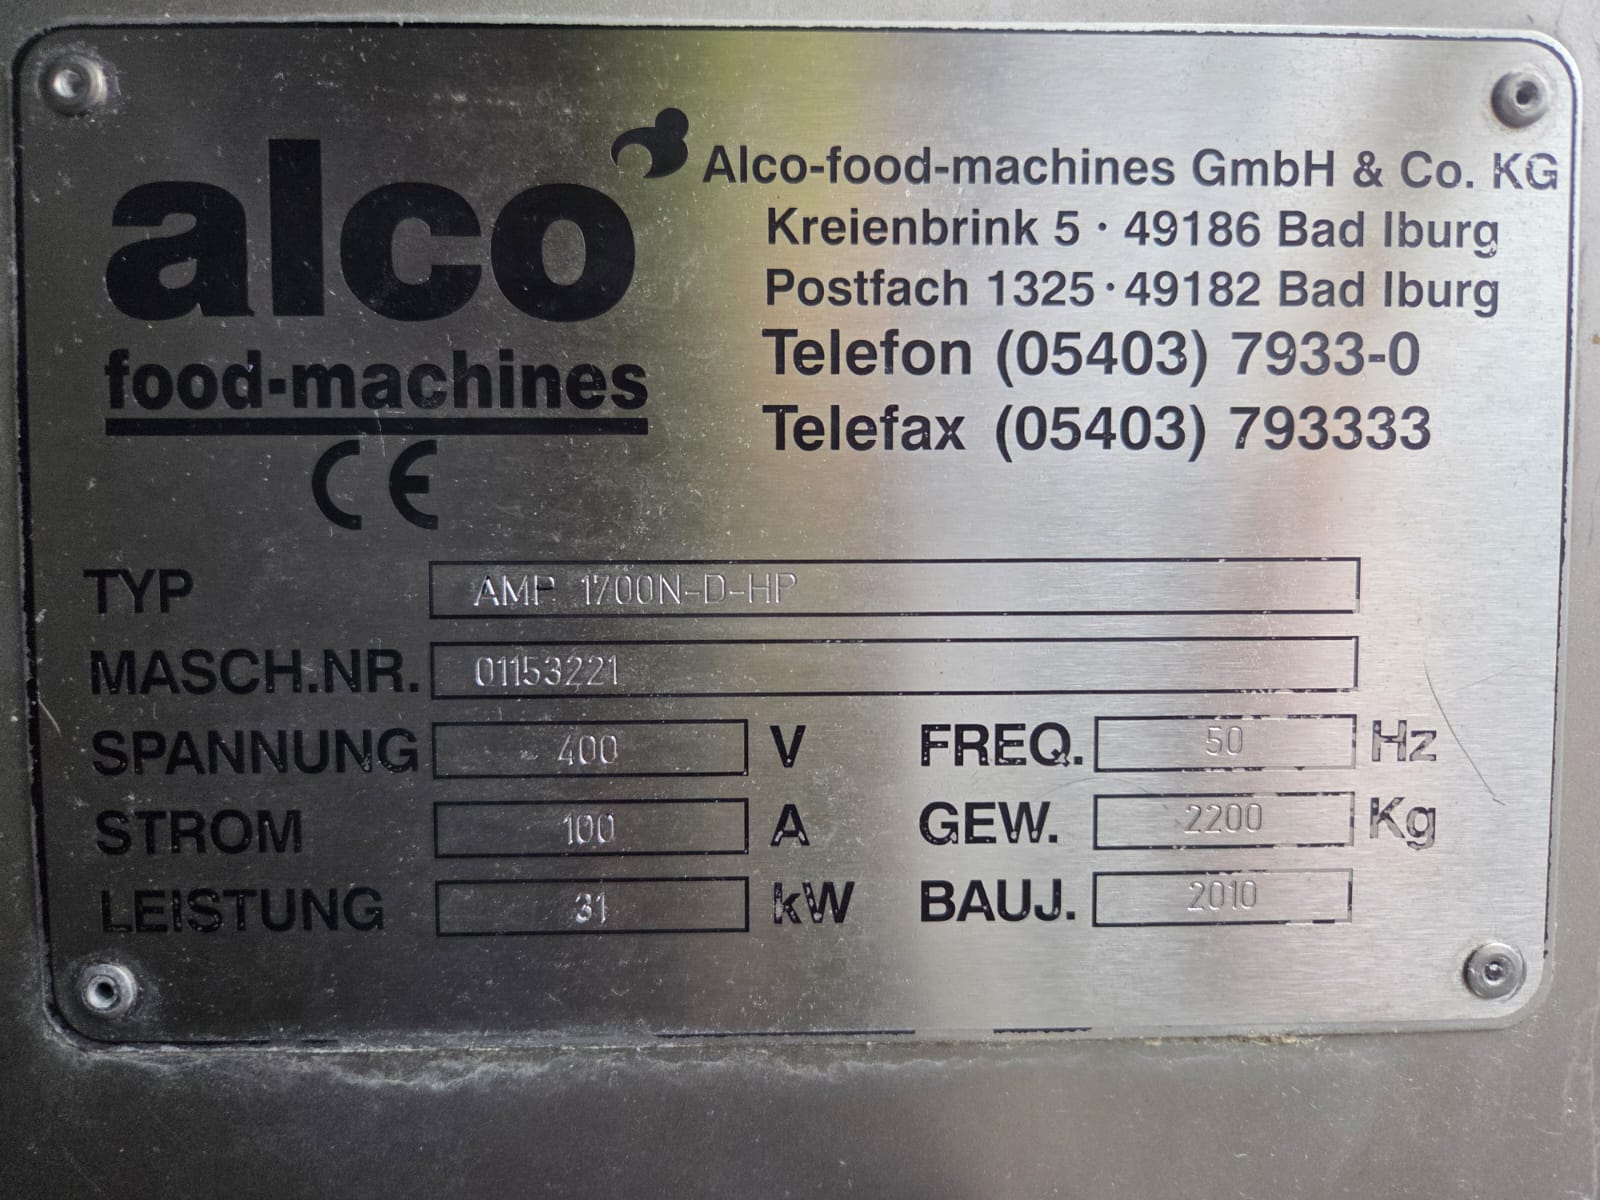 alco
food-machines
CE
Alco-food-machines GmbH & Co. KG
Kreienbrink 5 · 49186 Bad Iburg
Postfach 1325 · 49182 Bad Iburg
Telefon (05403) 7933-0
Telefax (05403) 793333
TYP AMP 1700N-D-HP
MASCH.NR. 01153221
SPANNUNG 400 V FREQ. 50 Hz
STROM 100 A GEW. 2200 Kg
LEISTUNG 31 kW BAUJ. 2010